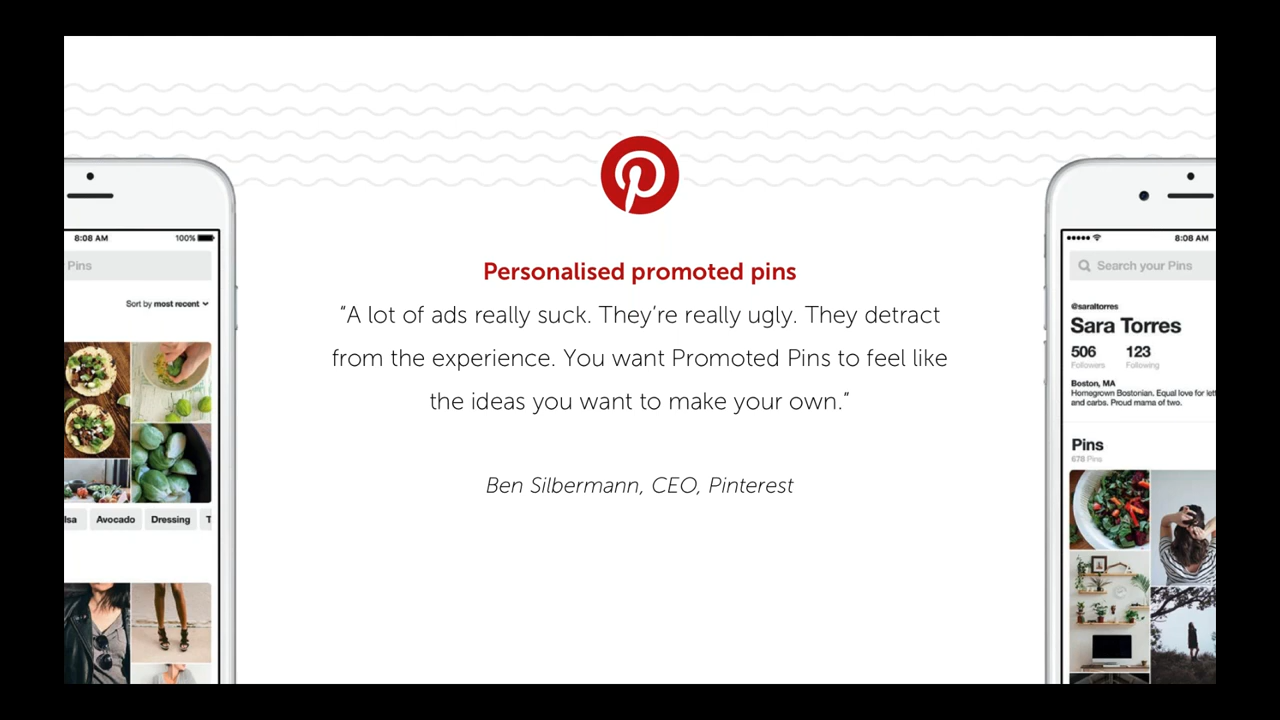 8:08 AM 100%
Pins
Sort by most recent
Avocado Dressing
Personalised promoted pins
“A lot of ads really suck. They’re really ugly. They detract
from the experience. You want Promoted Pins to feel like
the ideas you want to make your own.”
Ben Silbermann, CEO, Pinterest
8:08 AM
Search your Pins
@saraltorres
Sara Torres
506 123
Followers Following
Boston, MA
Homegrown Bostonian. Equal love for
and carbs. Proud mama of two.
Pins
678 Pins